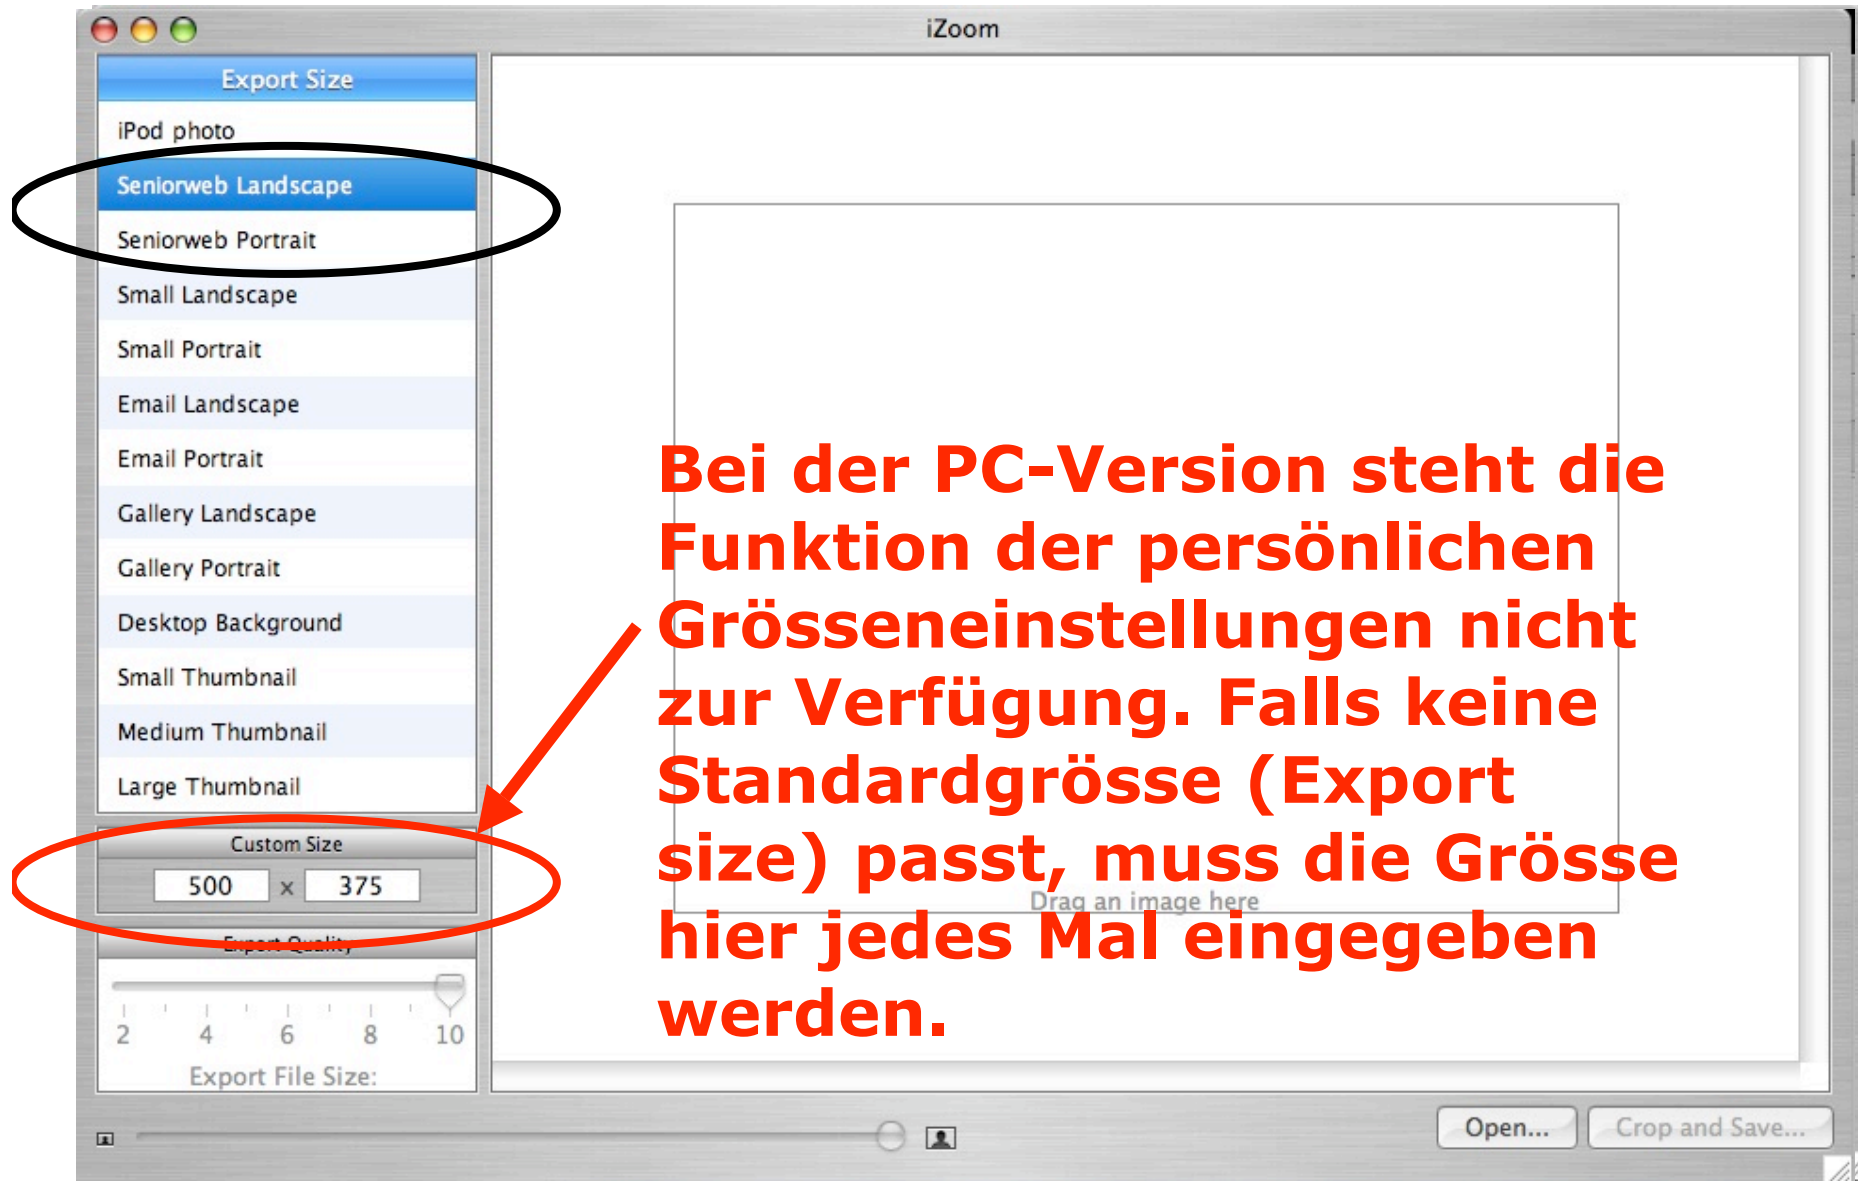 iZoom
Export Size
iPod photo
Seniorweb Landscape
Seniorweb Portrait
Small Landscape
Small Portrait
Email Landscape
Email Portrait
Gallery Landscape
Gallery Portrait
Desktop Background
Small Thumbnail
Medium Thumbnail
Large Thumbnail
Custom Size
500 x 375
Export Quality
2 4 6 8 10
Export File Size:
Bei der PC-Version steht die
Funktion der persönlichen
Grösseneinstellungen nicht
zur Verfügung. Falls keine
Standardgrösse (Export
size) passt, muss die Grösse
hier jedes Mal eingegeben
werden.
Drag an image here
Open...
Crop and Save...